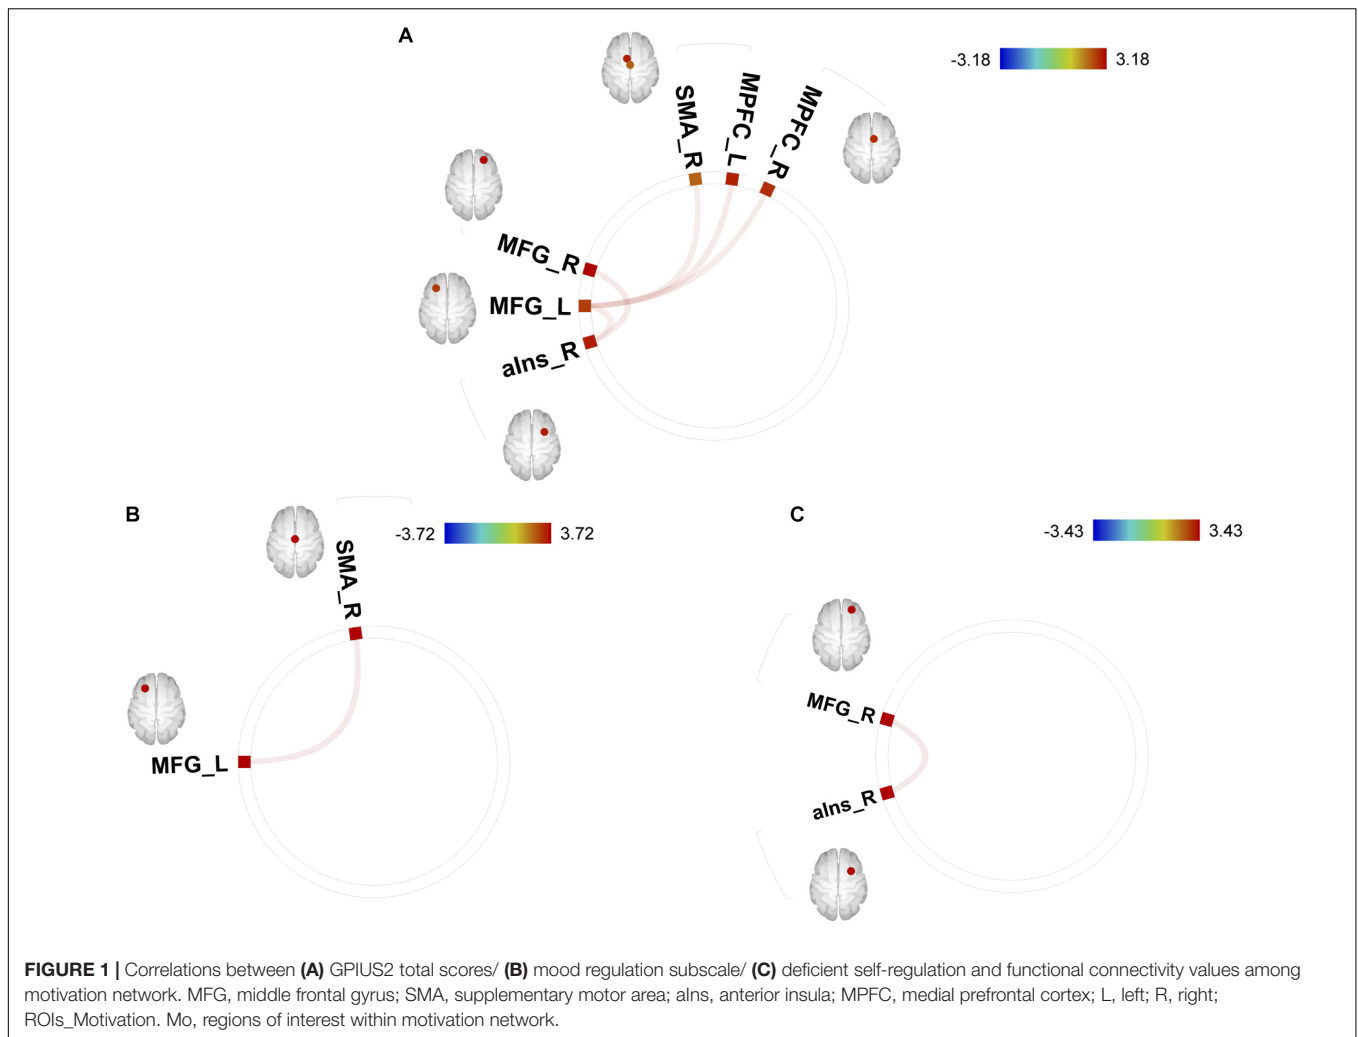 A
-3.18 3.18
SMA_R
MPFC_L
MPFC_R
MFG_R
MFG_L
aIns_R
B
-3.72 3.72
SMA_R
MFG_L
C
-3.43 3.43
MFG_R
aIns_R
FIGURE 1 | Correlations between (A) GPIUS2 total scores/ (B) mood regulation subscale/ (C) deficient self-regulation and functional connectivity values among
motivation network. MFG, middle frontal gyrus; SMA, supplementary motor area; aIns, anterior insula; MPFC, medial prefrontal cortex; L, left; R, right;
ROIs_Motivation. Mo, regions of interest within motivation network.